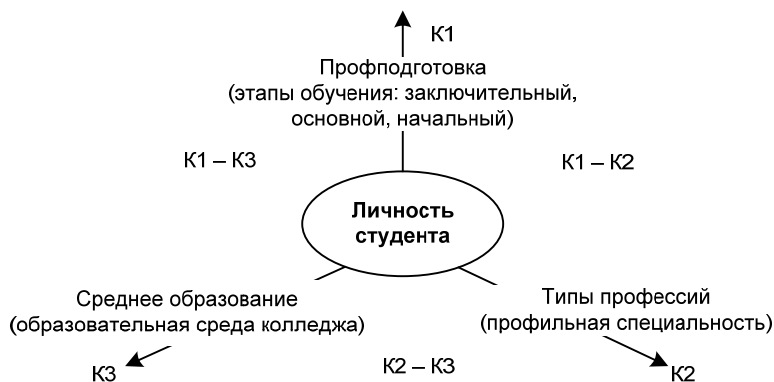 К1
Профподготовка
(этапы обучения: заключительный,
основной, начальный)
К1 – К3
К1 – К2
Личность
студента
Среднее образование
(образовательная среда колледжа)
Типы профессий
(профильная специальность)
К3
К2 – К3
К2